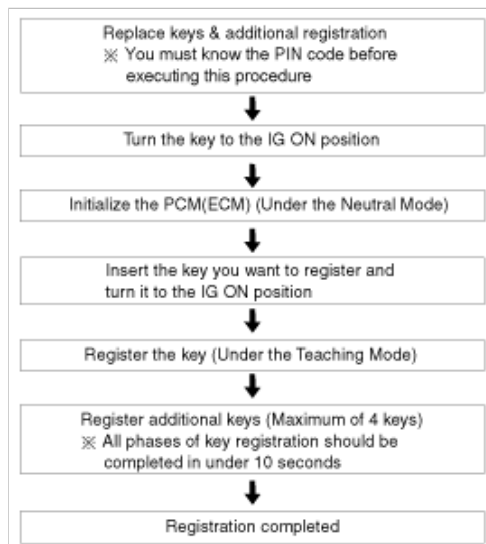 Replace keys & additional registration
※ You must know the PIN code before
executing this procedure
Turn the key to the IG ON position
Initialize the PCM(ECM) (Under the Neutral Mode)
Insert the key you want to register and
turn it to the IG ON position
Register the key (Under the Teaching Mode)
Register additional keys (Maximum of 4 keys)
※ All phases of key registration should be
completed in under 10 seconds
Registration completed